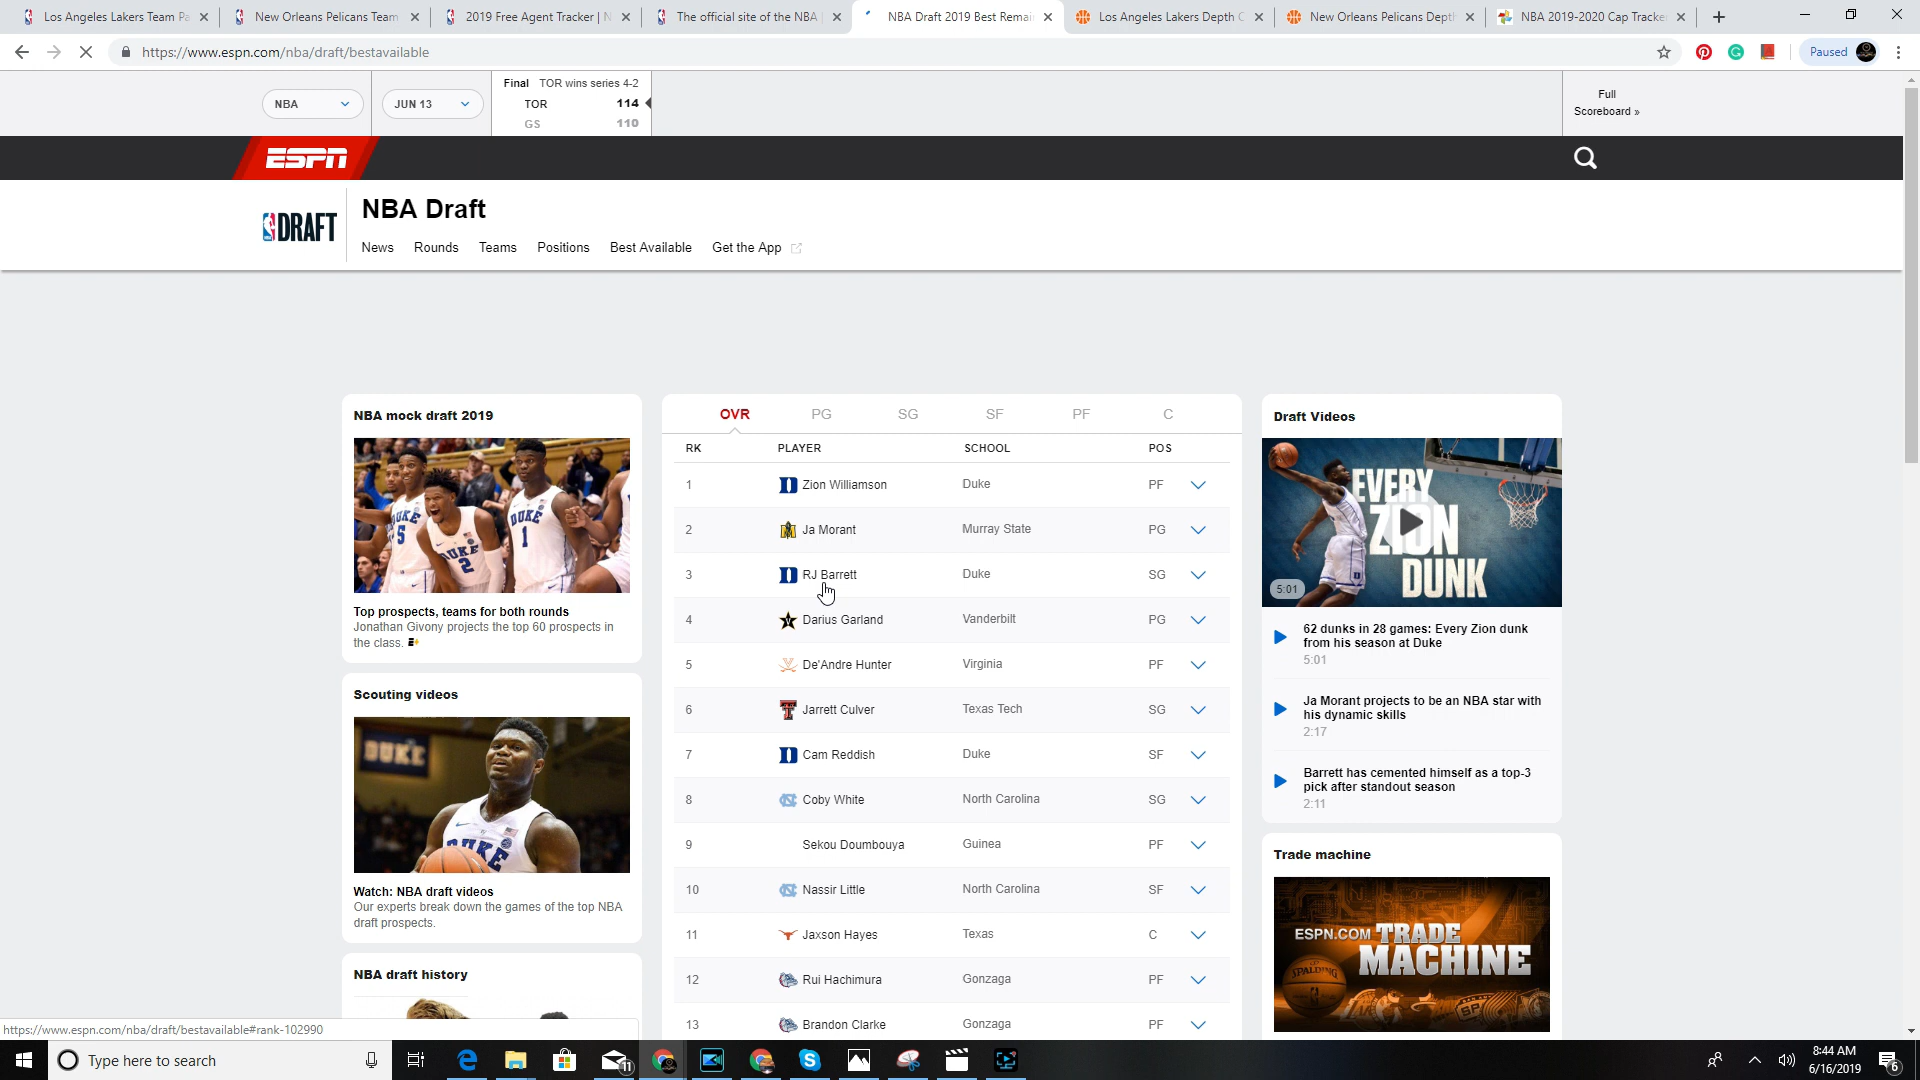 Los Angeles Lakers Team Pa
New Orleans Pelicans Team
2019 Free Agent Tracker | N
The official site of the NBA |
NBA Draft 2019 Best Remai
Los Angeles Lakers Depth C
New Orleans Pelicans Depth
NBA 2019-2020 Cap Tracke
https://www.espn.com/nba/draft/bestavailable
Paused
NBA
JUN 13
Final TOR wins series 4-2
TOR 114
GS 110
Full
Scoreboard »
ESPN
DRAFT
NBA Draft
News Rounds Teams Positions Best Available Get the App
NBA mock draft 2019
DUKE
5
DUKE
2
DUKE
1
Top prospects, teams for both rounds
Jonathan Givony projects the top 60 prospects in
the class. E+
Scouting videos
DUKE
DUKE
Watch: NBA draft videos
Our experts break down the games of the top NBA
draft prospects.
NBA draft history
OVR PG SG SF PF C
RK PLAYER SCHOOL POS
1 Zion Williamson Duke PF
2 Ja Morant Murray State PG
3 RJ Barrett Duke SG
4 Darius Garland Vanderbilt PG
5 De'Andre Hunter Virginia PF
6 Jarrett Culver Texas Tech SG
7 Cam Reddish Duke SF
8 Coby White North Carolina SG
9 Sekou Doumbouya Guinea PF
10 Nassir Little North Carolina SF
11 Jaxson Hayes Texas C
12 Rui Hachimura Gonzaga PF
13 Brandon Clarke Gonzaga PF
Draft Videos
EVERY
ZION
DUNK
5:01
62 dunks in 28 games: Every Zion dunk
from his season at Duke
5:01
Ja Morant projects to be an NBA star with
his dynamic skills
2:17
Barrett has cemented himself as a top-3
pick after standout season
2:11
Trade machine
ESPN.COM TRADE
MACHINE
SPALDING
https://www.espn.com/nba/draft/bestavailable#rank-102990
Type here to search
11
8:44 AM
6/16/2019
6